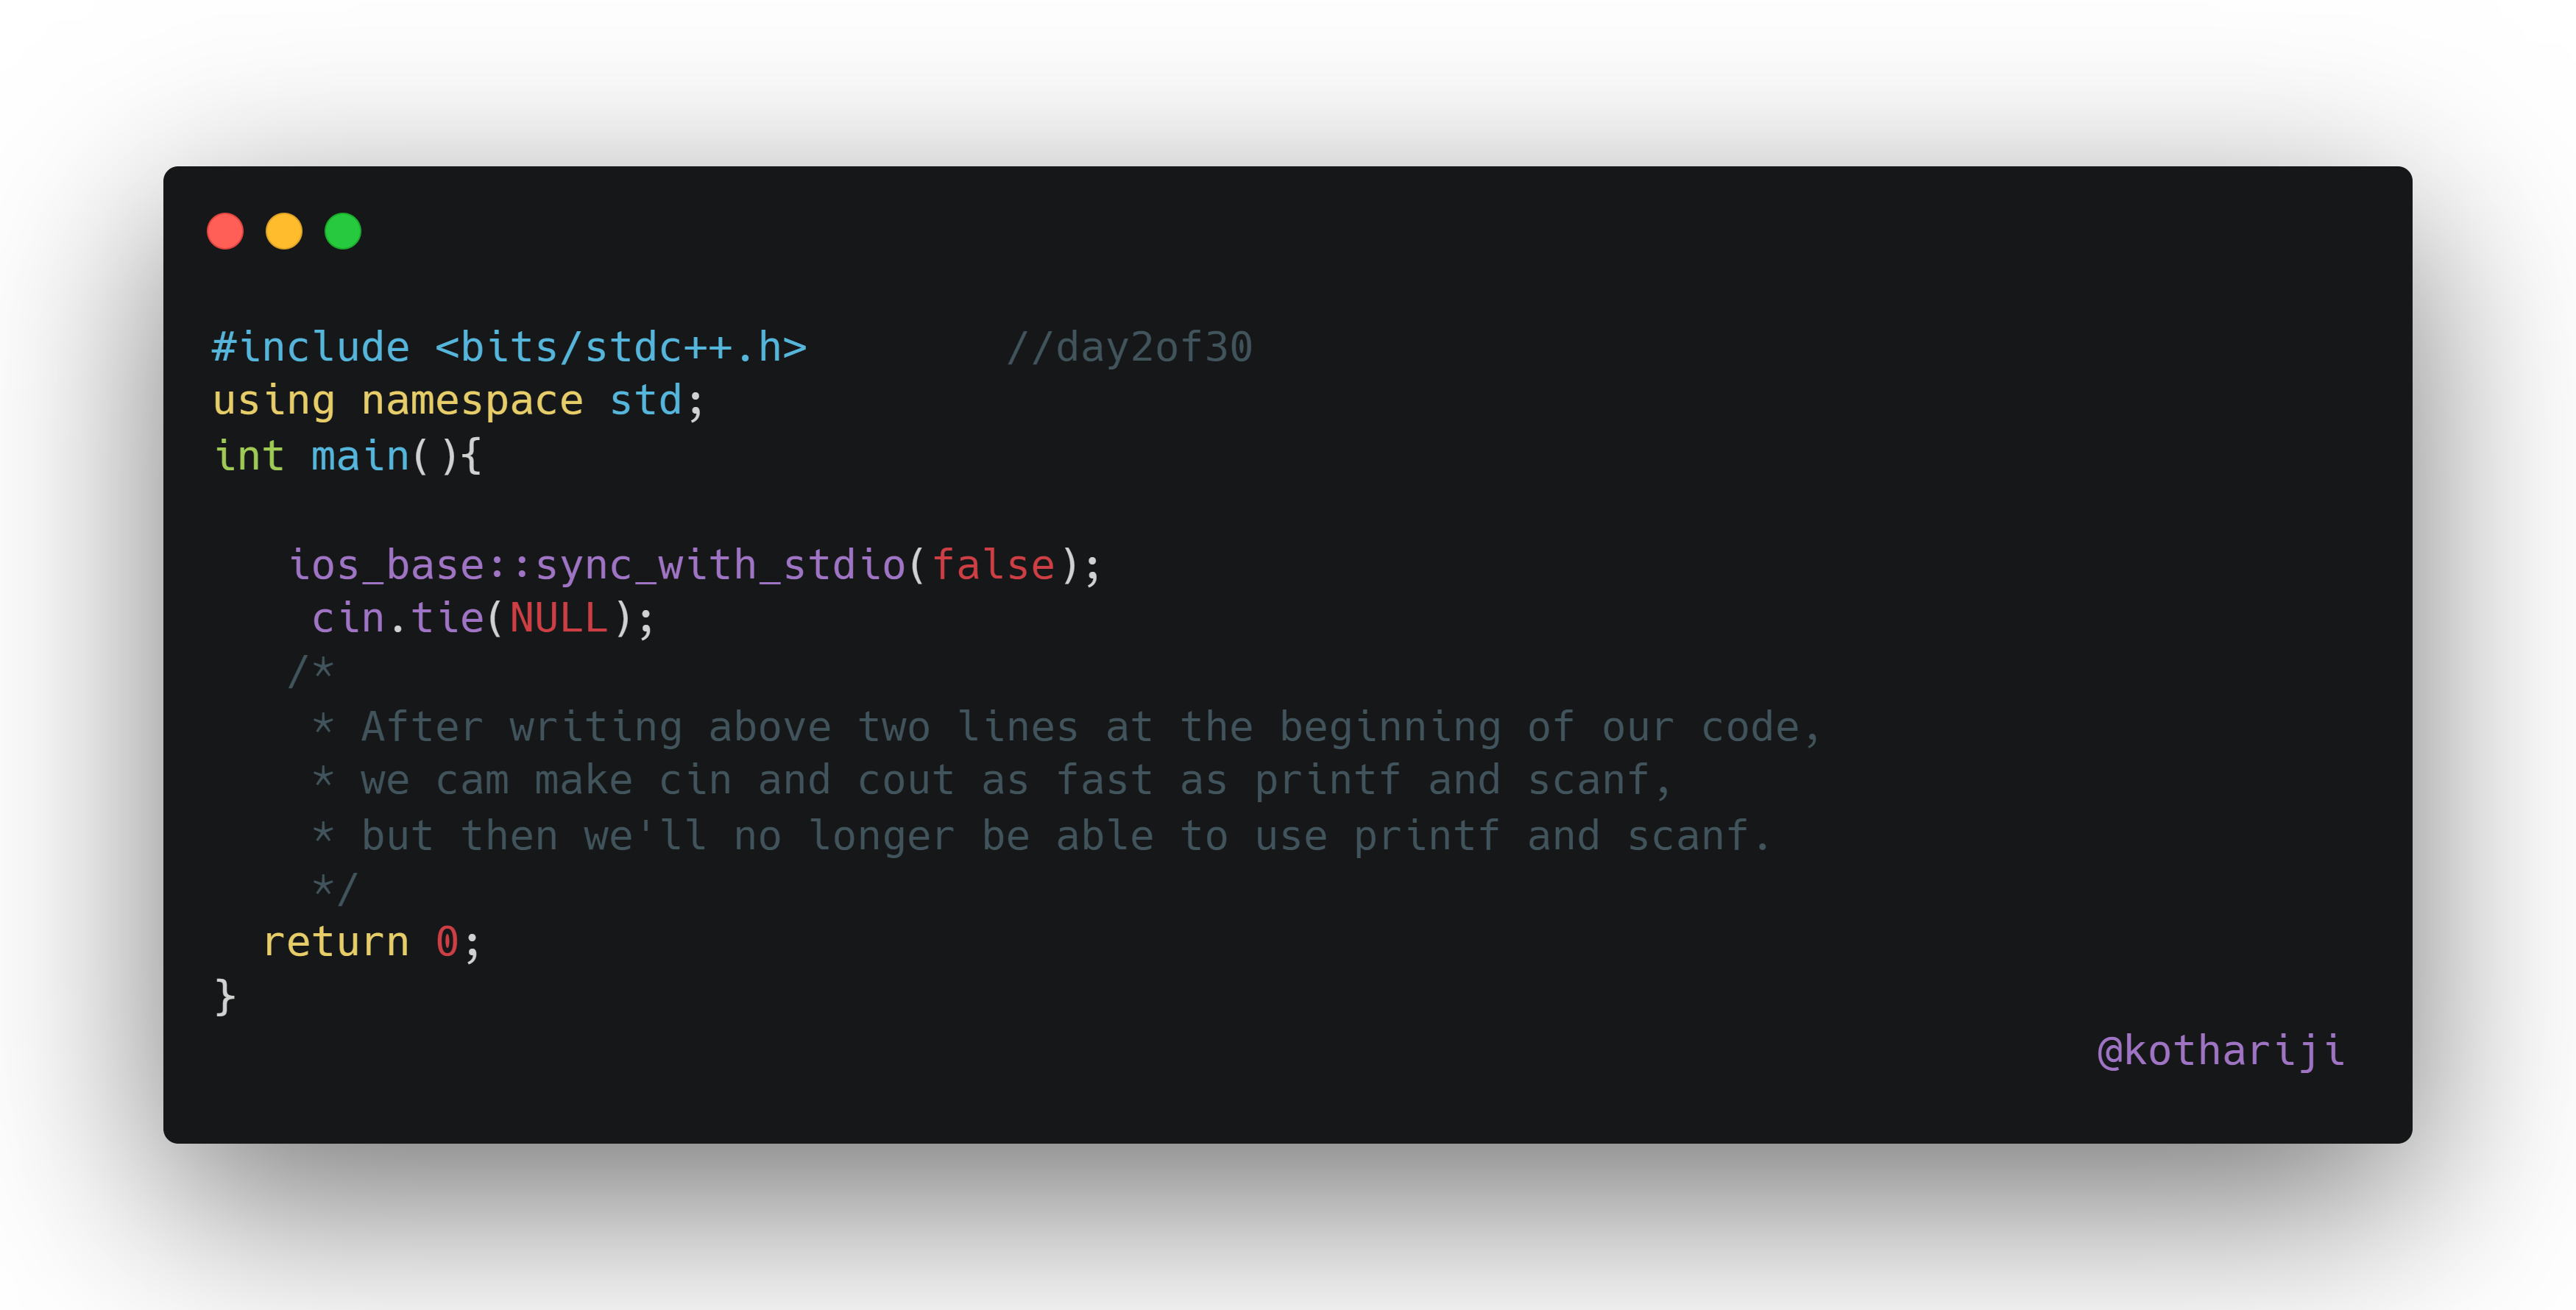 #include <bits/stdc++.h>        //day2of30
using namespace std;
int main(){
   ios_base::sync_with_stdio(false);
    cin.tie(NULL);
   /*
    * After writing above two lines at the beginning of our code,
    * we cam make cin and cout as fast as printf and scanf,
    * but then we'll no longer be able to use printf and scanf.
    */
  return 0;
}
@kothariji